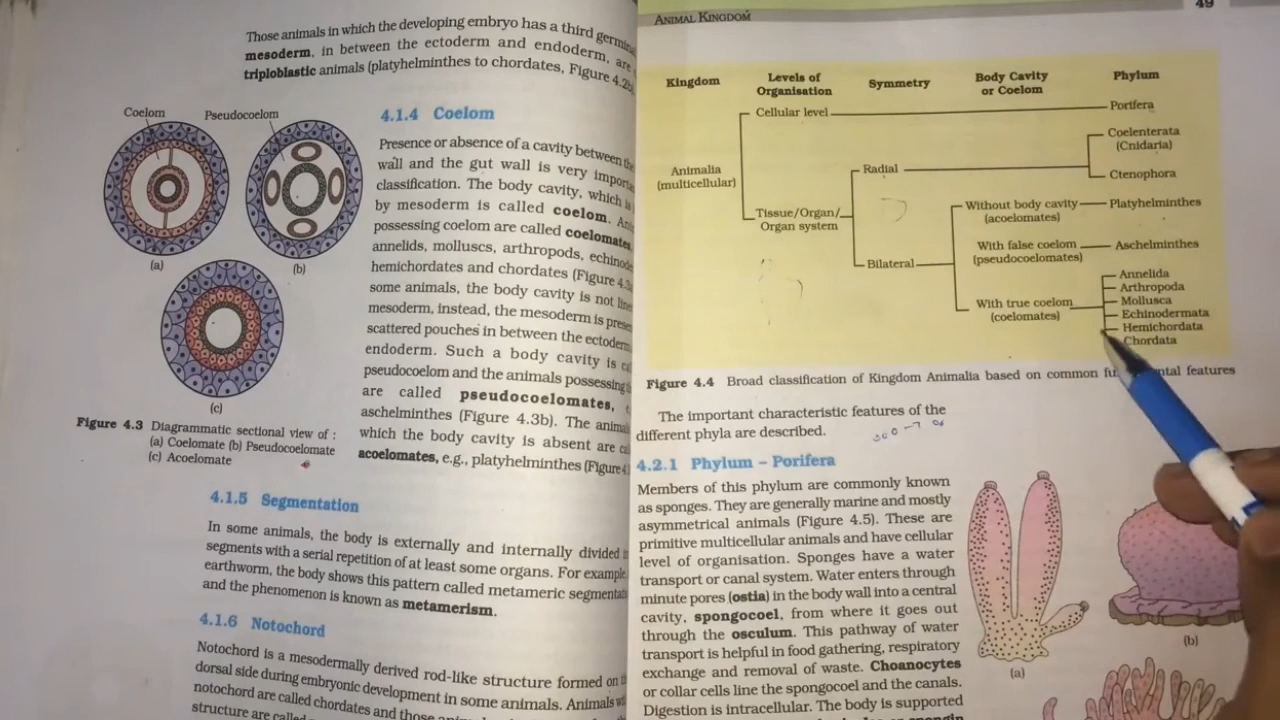 Those animals in which the developing embryo has a third
mesoderm, in between the ectoderm and endoderm, are
triploblastic animals (platyhelminthes to chordates, Figure 4.2b)
Coelom
Pseudocoelom
(a)
(b)
(c)
Figure 4.3 Diagrammatic sectional view of :
(a) Coelomate (b) Pseudocoelomate
(c) Acoelomate
4.1.4 Coelom
Presence or absence of a cavity between
wall and the gut wall is very
classification. The body cavity, which
by mesoderm is called coelom.
possessing coelom are called coelomates,
annelids, molluscs, arthropods,
hemichordates and chordates (Figure
some animals, the body cavity is not
mesoderm, instead, the mesoderm is
scattered pouches in between the ectoderm
endoderm. Such a body cavity is
pseudocoelom and the animals possessing
are called pseudocoelomates,
aschelminthes (Figure 4.3b). The
which the body cavity is absent are
acoelomates, e.g., platyhelminthes (Figure
4.1.5 Segmentation
In some animals, the body is externally and internally divided
segments with a serial repetition of at least some organs. For example,
earthworm, the body shows this pattern called metameric
and the phenomenon is known as metamerism.
4.1.6 Notochord
Notochord is a mesodermally derived rod-like structure formed on
dorsal side during embryonic development in some animals. Animals
notochord are called chordates and those
structure are
ANIMAL KINGDOM
49
Kingdom Levels of Organisation Symmetry Body Cavity or Coelom Phylum
Cellular level
Porifera
Coelenterata
(Cnidaria)
Animalia
(multicellular)
Radial
Ctenophora
Tissue/Organ/
Organ system
Without body cavity
(acoelomates)
Platyhelminthes
Bilateral
With false coelom
(pseudocoelomates)
Aschelminthes
With true coelom
(coelomates)
Annelida
Arthropoda
Mollusca
Echinodermata
Hemichordata
Chordata
Figure 4.4 Broad classification of Kingdom Animalia based on common features
The important characteristic features of the
different phyla are described.
4.2.1 Phylum – Porifera
Members of this phylum are commonly known
as sponges. They are generally marine and mostly
asymmetrical animals (Figure 4.5). These are
primitive multicellular animals and have cellular
level of organisation. Sponges have a water
transport or canal system. Water enters through
minute pores (ostia) in the body wall into a central
cavity, spongocoel, from where it goes out
through the osculum. This pathway of water
transport is helpful in food gathering, respiratory
exchange and removal of waste. Choanocytes
or collar cells line the spongocoel and the canals.
Digestion is intracellular. The body is supported
(a)
(b)